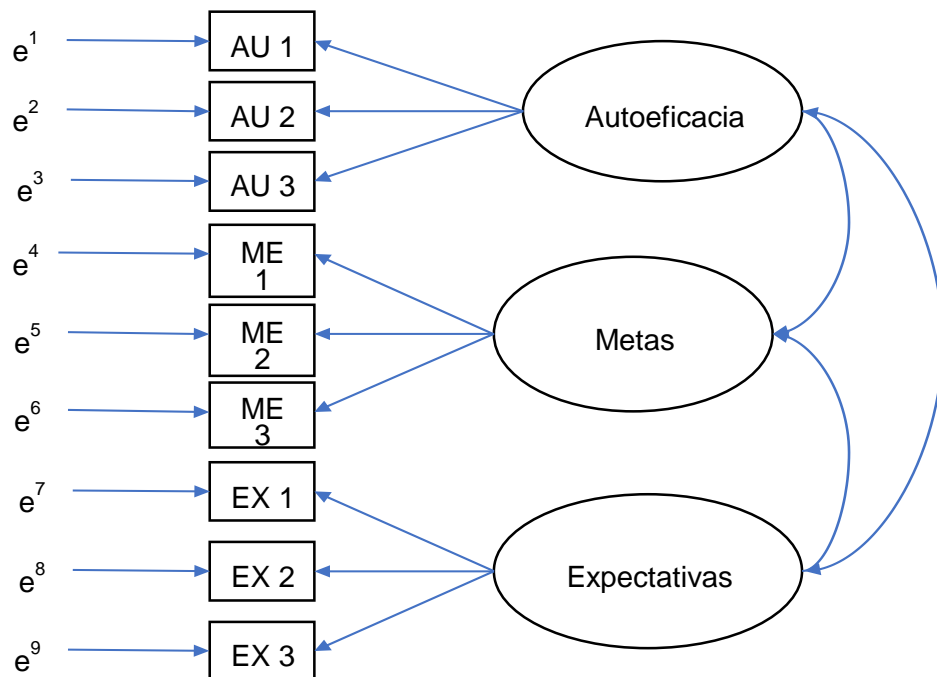 e1
AU 1
e2
AU 2
Autoeficacia
e3
AU 3
e4
ME
1
e5
ME
2
Metas
e6
ME
3
e7
EX 1
e8
EX 2
Expectativas
e9
EX 3